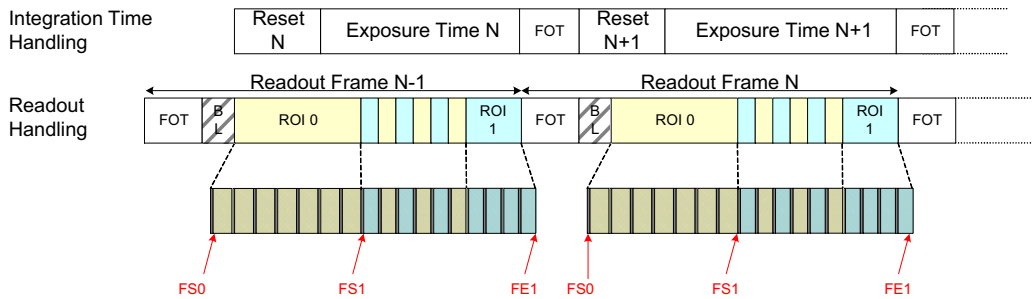 Integration Time
Handling
Reset
N
Exposure Time N
FOT
Reset
N+1
Exposure Time N+1
FOT
Readout Frame N-1
Readout Frame N
Readout
Handling
FOT
B
L
ROI 0
ROI
1
FOT
B
L
ROI 0
ROI
1
FOT
FS0
FS1
FE1
FS0
FS1
FE1